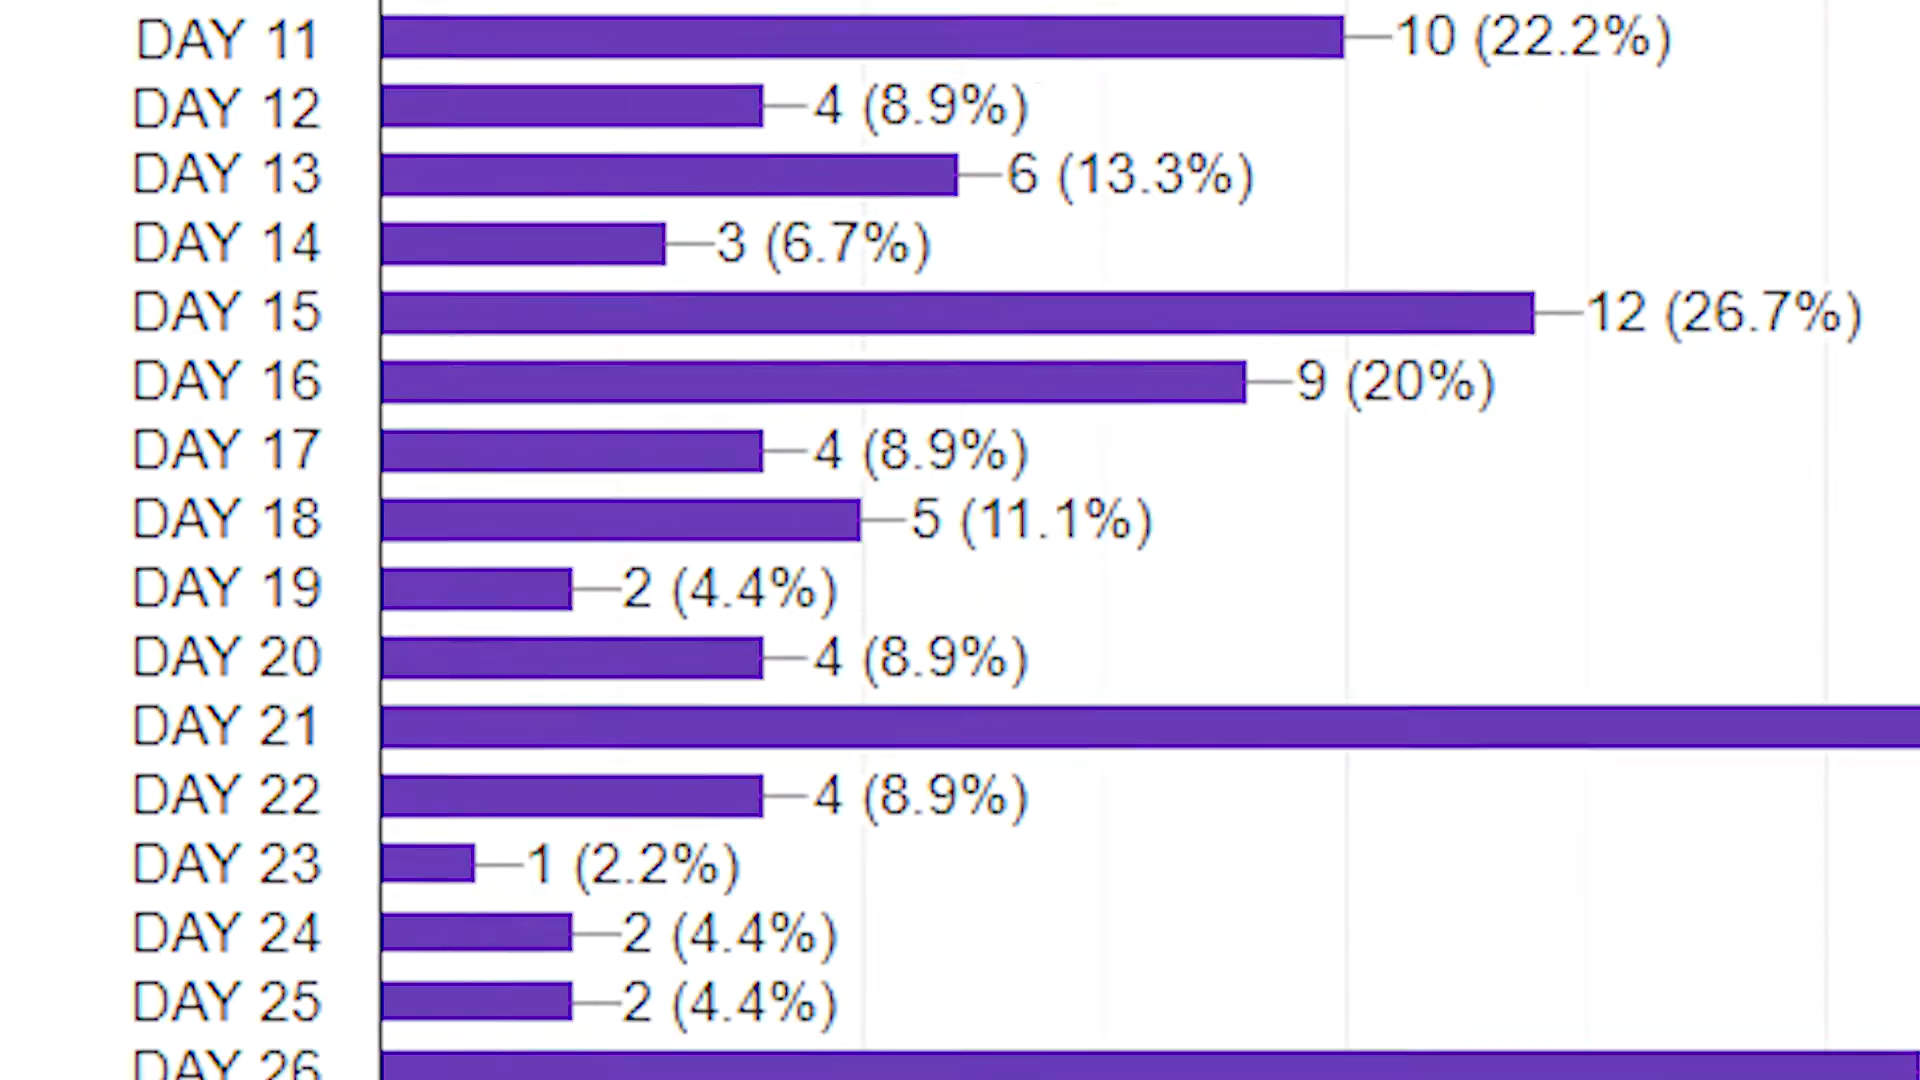 DAY 11 10 (22.2%)
DAY 12 4 (8.9%)
DAY 13 6 (13.3%)
DAY 14 3 (6.7%)
DAY 15 12 (26.7%)
DAY 16 9 (20%)
DAY 17 4 (8.9%)
DAY 18 5 (11.1%)
DAY 19 2 (4.4%)
DAY 20 4 (8.9%)
DAY 21
DAY 22 4 (8.9%)
DAY 23 1 (2.2%)
DAY 24 2 (4.4%)
DAY 25 2 (4.4%)
DAY 26